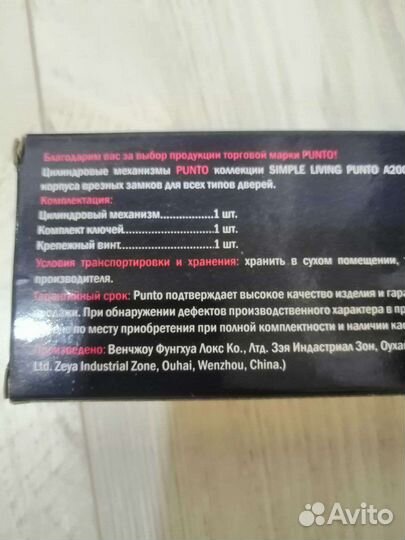 Благодарим вас за выбор продукции торговой марки PUNTO!
Цилиндровые механизмы PUNTO коллекции SIMPLE LIVING PUNTO A200
корпуса врезных замков для всех типов дверей.
Комплектация:
Цилиндровый механизм................1 шт.
Комплект ключей.....................1 шт.
Крепежный винт......................1 шт.
Условия транспортировки и хранения: хранить в сухом помещении,
производителя.
Гарантийный срок: Punto подтверждает высокое качество изделия и гара
продажи. При обнаружении дефектов производственного характера в пр
по месту приобретения при полной комплектности и наличии кас
Произведено: Венчжоу Фунгхуа Локс Ко., Лтд. Зэя Индастриал Зон, Оухай
Ltd. Zeya Industrial Zone, Ouhai, Wenzhou, China.)
Avito